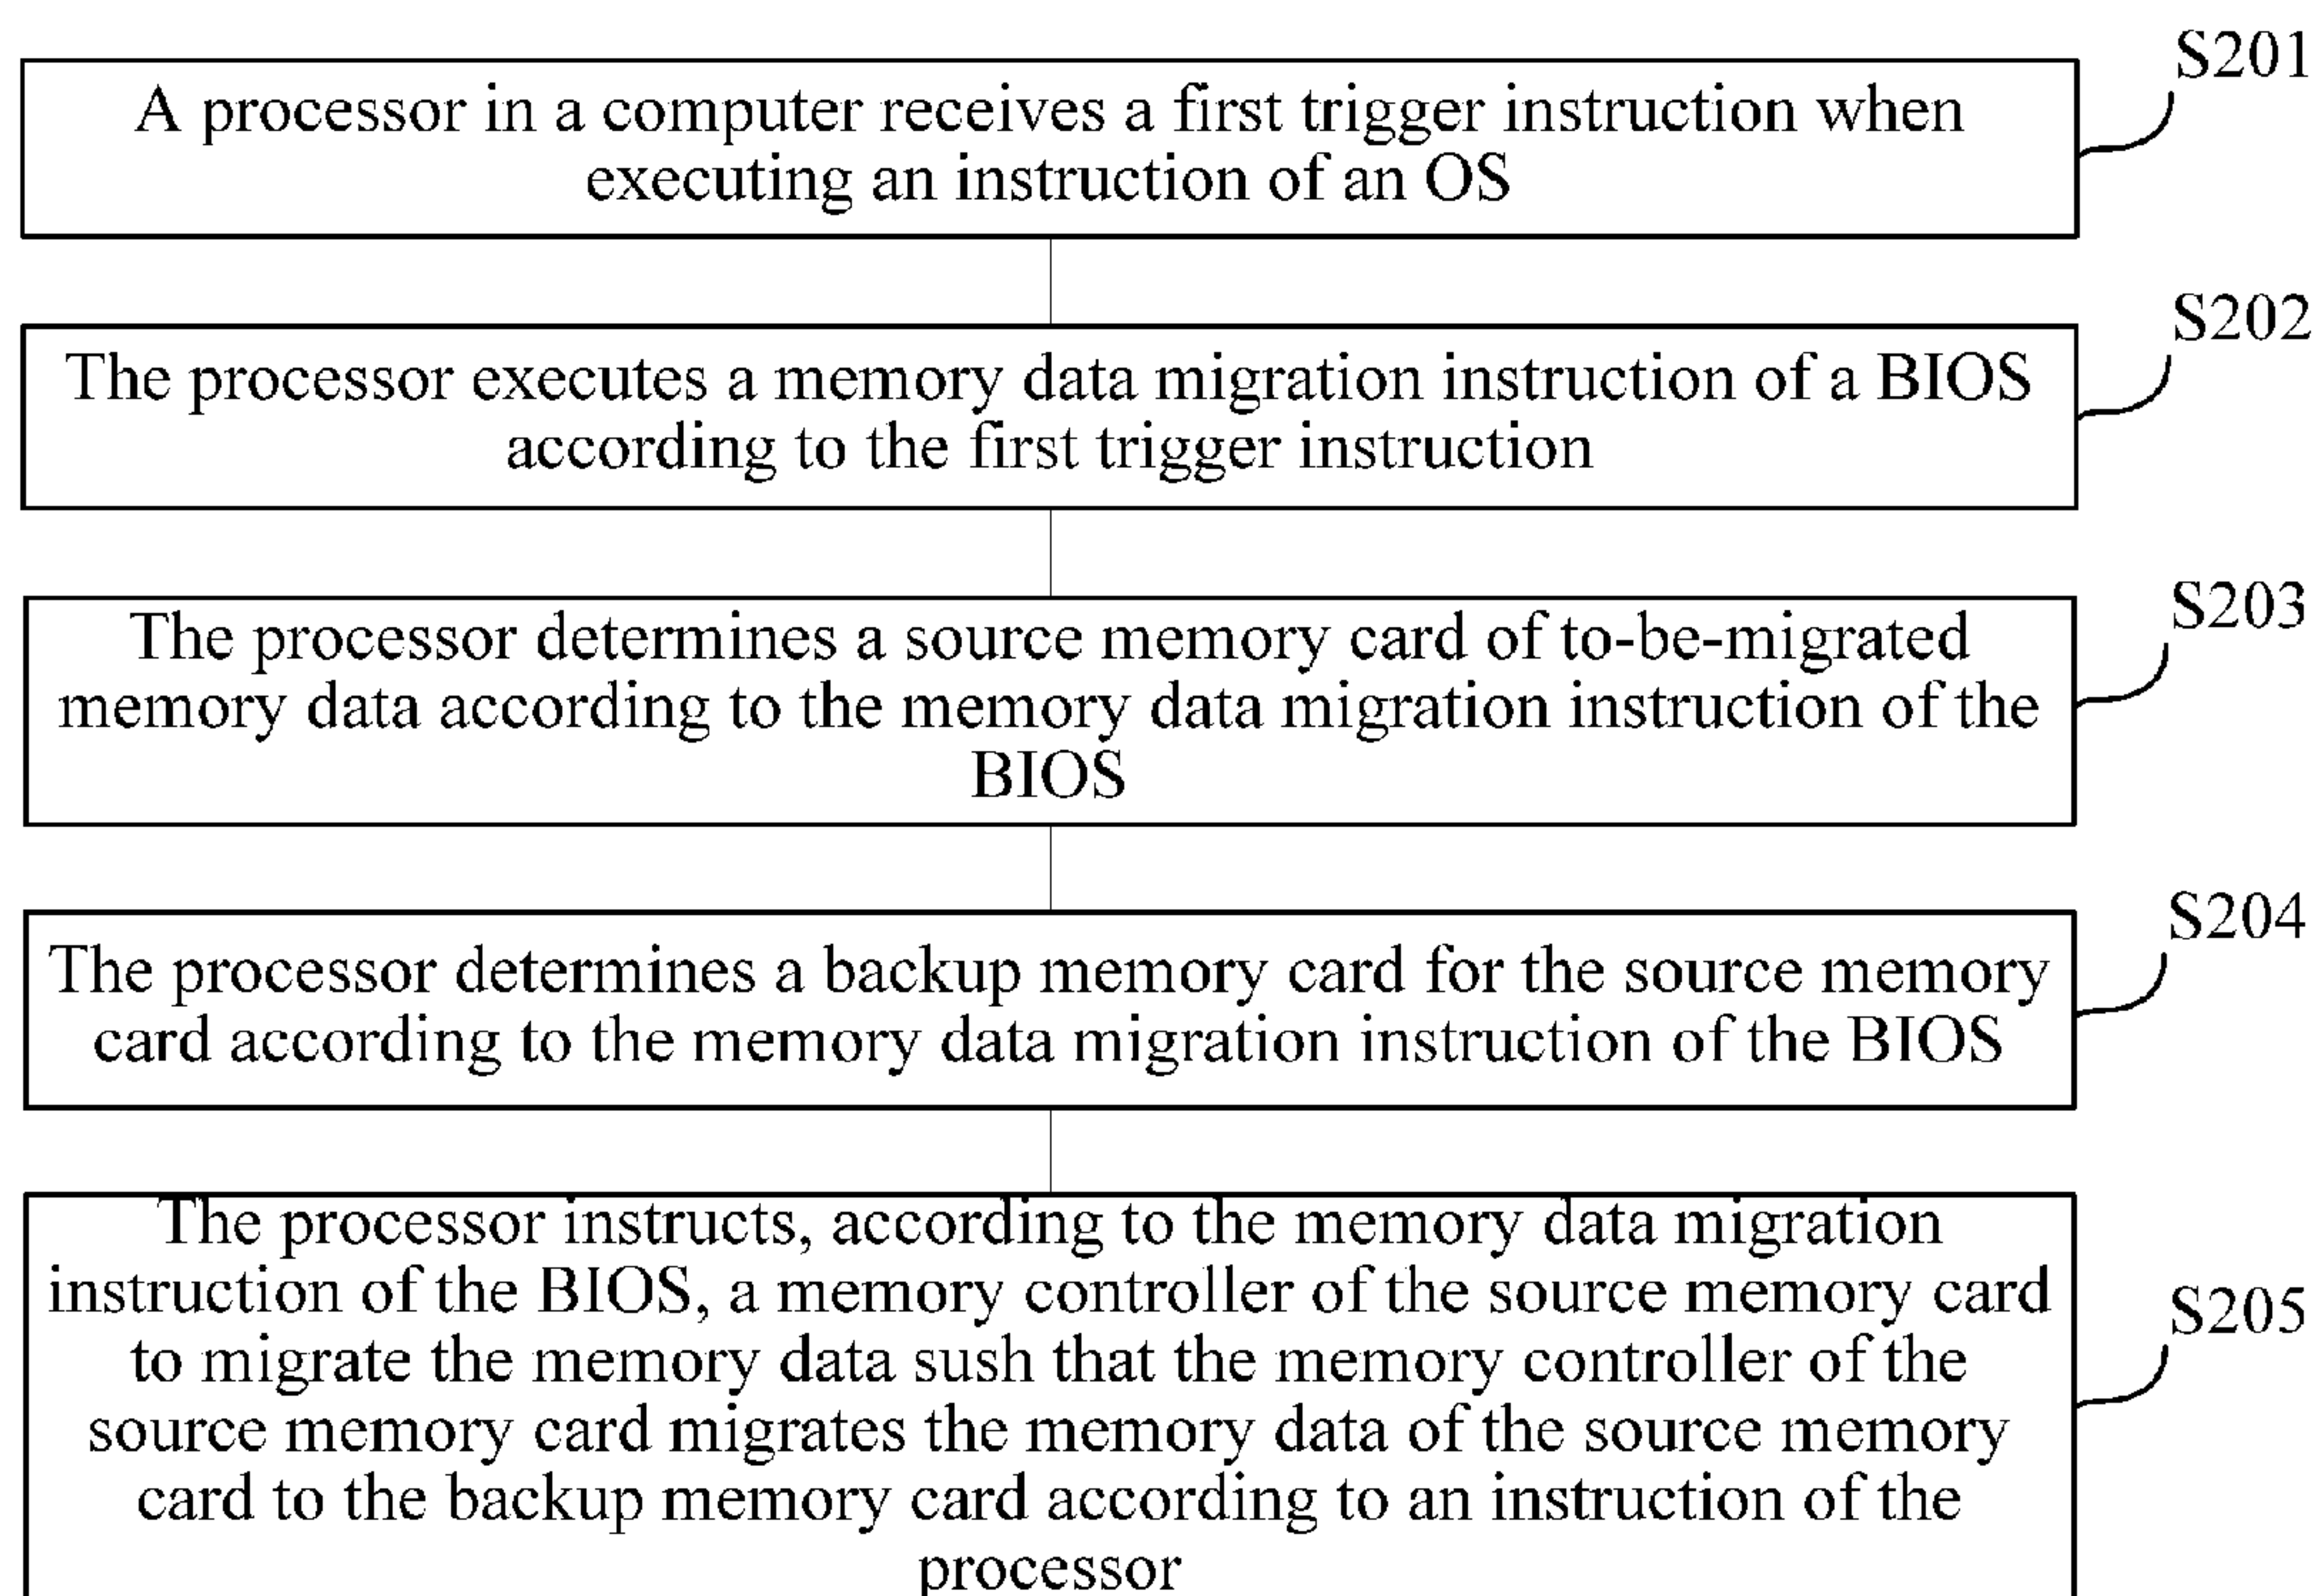 S201
A processor in a computer receives a first trigger instruction when
executing an instruction of an OS
S202
The processor executes a memory data migration instruction of a BIOS
according to the first trigger instruction
S203
The processor determines a source memory card of to-be-migrated
memory data according to the memory data migration instruction of the
BIOS
S204
The processor determines a backup memory card for the source memory
card according to the memory data migration instruction of the BIOS
S205
The processor instructs, according to the memory data migration
instruction of the BIOS, a memory controller of the source memory card
to migrate the memory data sush that the memory controller of the
source memory card migrates the memory data of the source memory
card to the backup memory card according to an instruction of the
processor